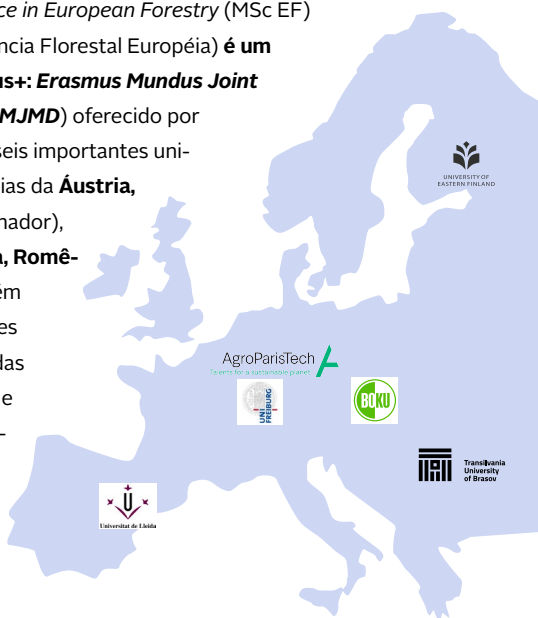 ce in European Forestry (MSc EF)
ncia Florestal Européia) é um
us+: Erasmus Mundus Joint
MJMD) oferecido por
seis importantes uni-
ias da Áustria,
nador),
a, Romê-
ém
es
das
e
-
UNIVERSITY OF
EASTERN FINLAND
AgroParisTech
Talents for a sustainable planet
UNI
FREIBURG
BOKU
Transilvania
University
of Brasov
U
Universitat de Lleida